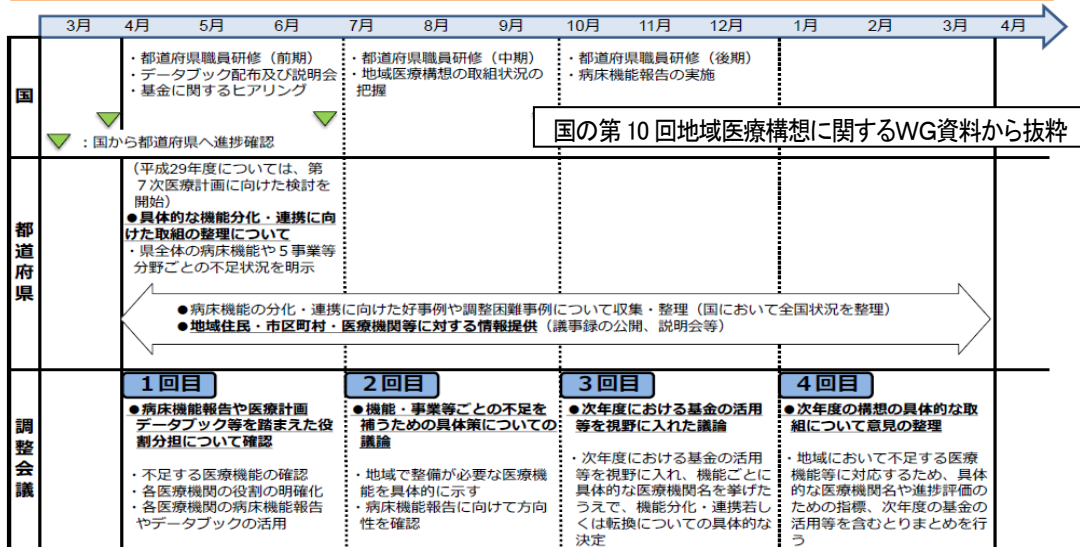 3月 4月 5月 6月 7月 8月 9月 10月 11月 12月 1月 2月 3月 4月
国
・都道府県職員研修（前期）
・データブック配布及び説明会
・基金に関するヒアリング
・都道府県職員研修（中期）
・地域医療構想の取組状況の
把握
・都道府県職員研修（後期）
・病床機能報告の実施
：国から都道府県へ進捗確認
国の第10回地域医療構想に関するWG資料から抜粋
都道府県
（平成29年度については、第
７次医療計画に向けた検討を
開始）
●具体的な機能分化・連携に向
けた取組の整理について
・県全体の病床機能や５事業等
分野ごとの不足状況を明示
●病床機能の分化・連携に向けた好事例や調整困難事例について収集・整理（国において全国状況を整理）
●地域住民・市区町村・医療機関等に対する情報提供（議事録の公開、説明会等）
調整会議
１回目
●病床機能報告や医療計画
データブック等を踏まえた役
割分担について確認
・不足する医療機能の確認
・各医療機関の役割の明確化
・各医療機関の病床機能報告
やデータブックの活用
２回目
●機能・事業等ごとの不足を
補うための具体策についての
議論
・地域で整備が必要な医療機
能を具体的に示す
・病床機能報告に向けて方向
性を確認
３回目
●次年度における基金の活用
等を視野に入れた議論
・次年度における基金の活用
等を視野に入れ、機能ごとに
具体的な医療機関名を挙げた
うえで、機能分化・連携若し
くは転換についての具体的な
決定
４回目
●次年度の構想の具体的な取
組について意見の整理
・地域において不足する医療
機能等に対応するため、具体
的な医療機関名や進捗評価の
ための指標、次年度の基金の
活用等を含むとりまとめを行
う